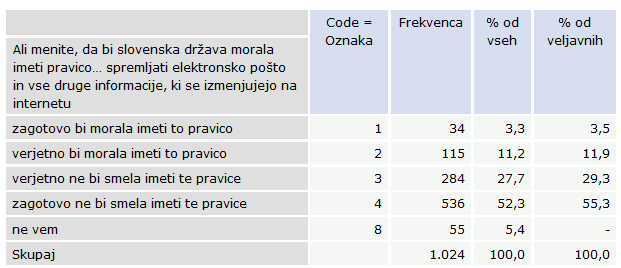 Code = Frekvenca % od % od
Oznaka vseh veljavnih
Ali menite, da bi slovenska država morala
imeti pravico... spremljati elektronsko pošto
in vse druge informacije, ki se izmenjujejo na
internetu
zagotovo bi morala imeti to pravico 1 34 3,3 3,5
verjetno bi morala imeti to pravico 2 115 11,2 11,9
verjetno ne bi smela imeti te pravice 3 284 27,7 29,3
zagotovo ne bi smela imeti te pravice 4 536 52,3 55,3
ne vem 8 55 5,4 -
Skupaj 1.024 100,0 100,0